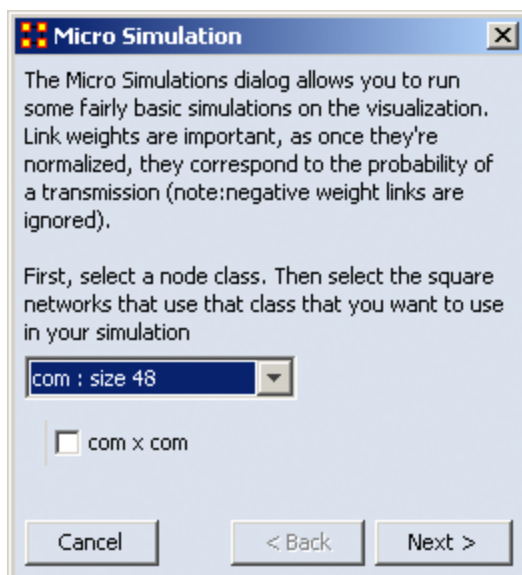 Micro Simulation
The Micro Simulations dialog allows you to run
some fairly basic simulations on the visualization.
Link weights are important, as once they're
normalized, they correspond to the probability of
a transmission (note:negative weight links are
ignored).
First, select a node class. Then select the square
networks that use that class that you want to use
in your simulation
com : size 48
com x com
Cancel
< Back
Next >